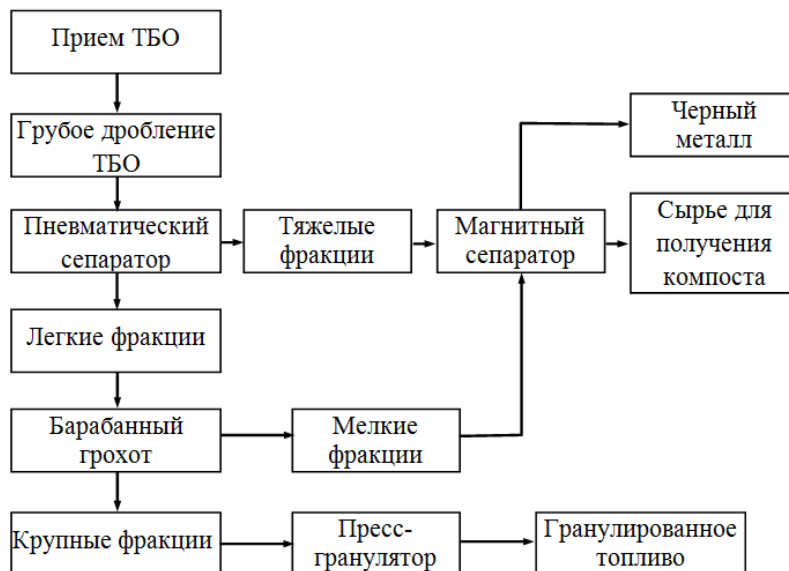 Прием ТБО
Грубое дробление
ТБО
Пневматический
сепаратор
Тяжелые
фракции
Магнитный
сепаратор
Черный
металл
Сырье для
получения
компоста
Легкие фракции
Барабанный
грохот
Мелкие
фракции
Крупные фракции
Пресс-
гранулятор
Гранулированное
топливо